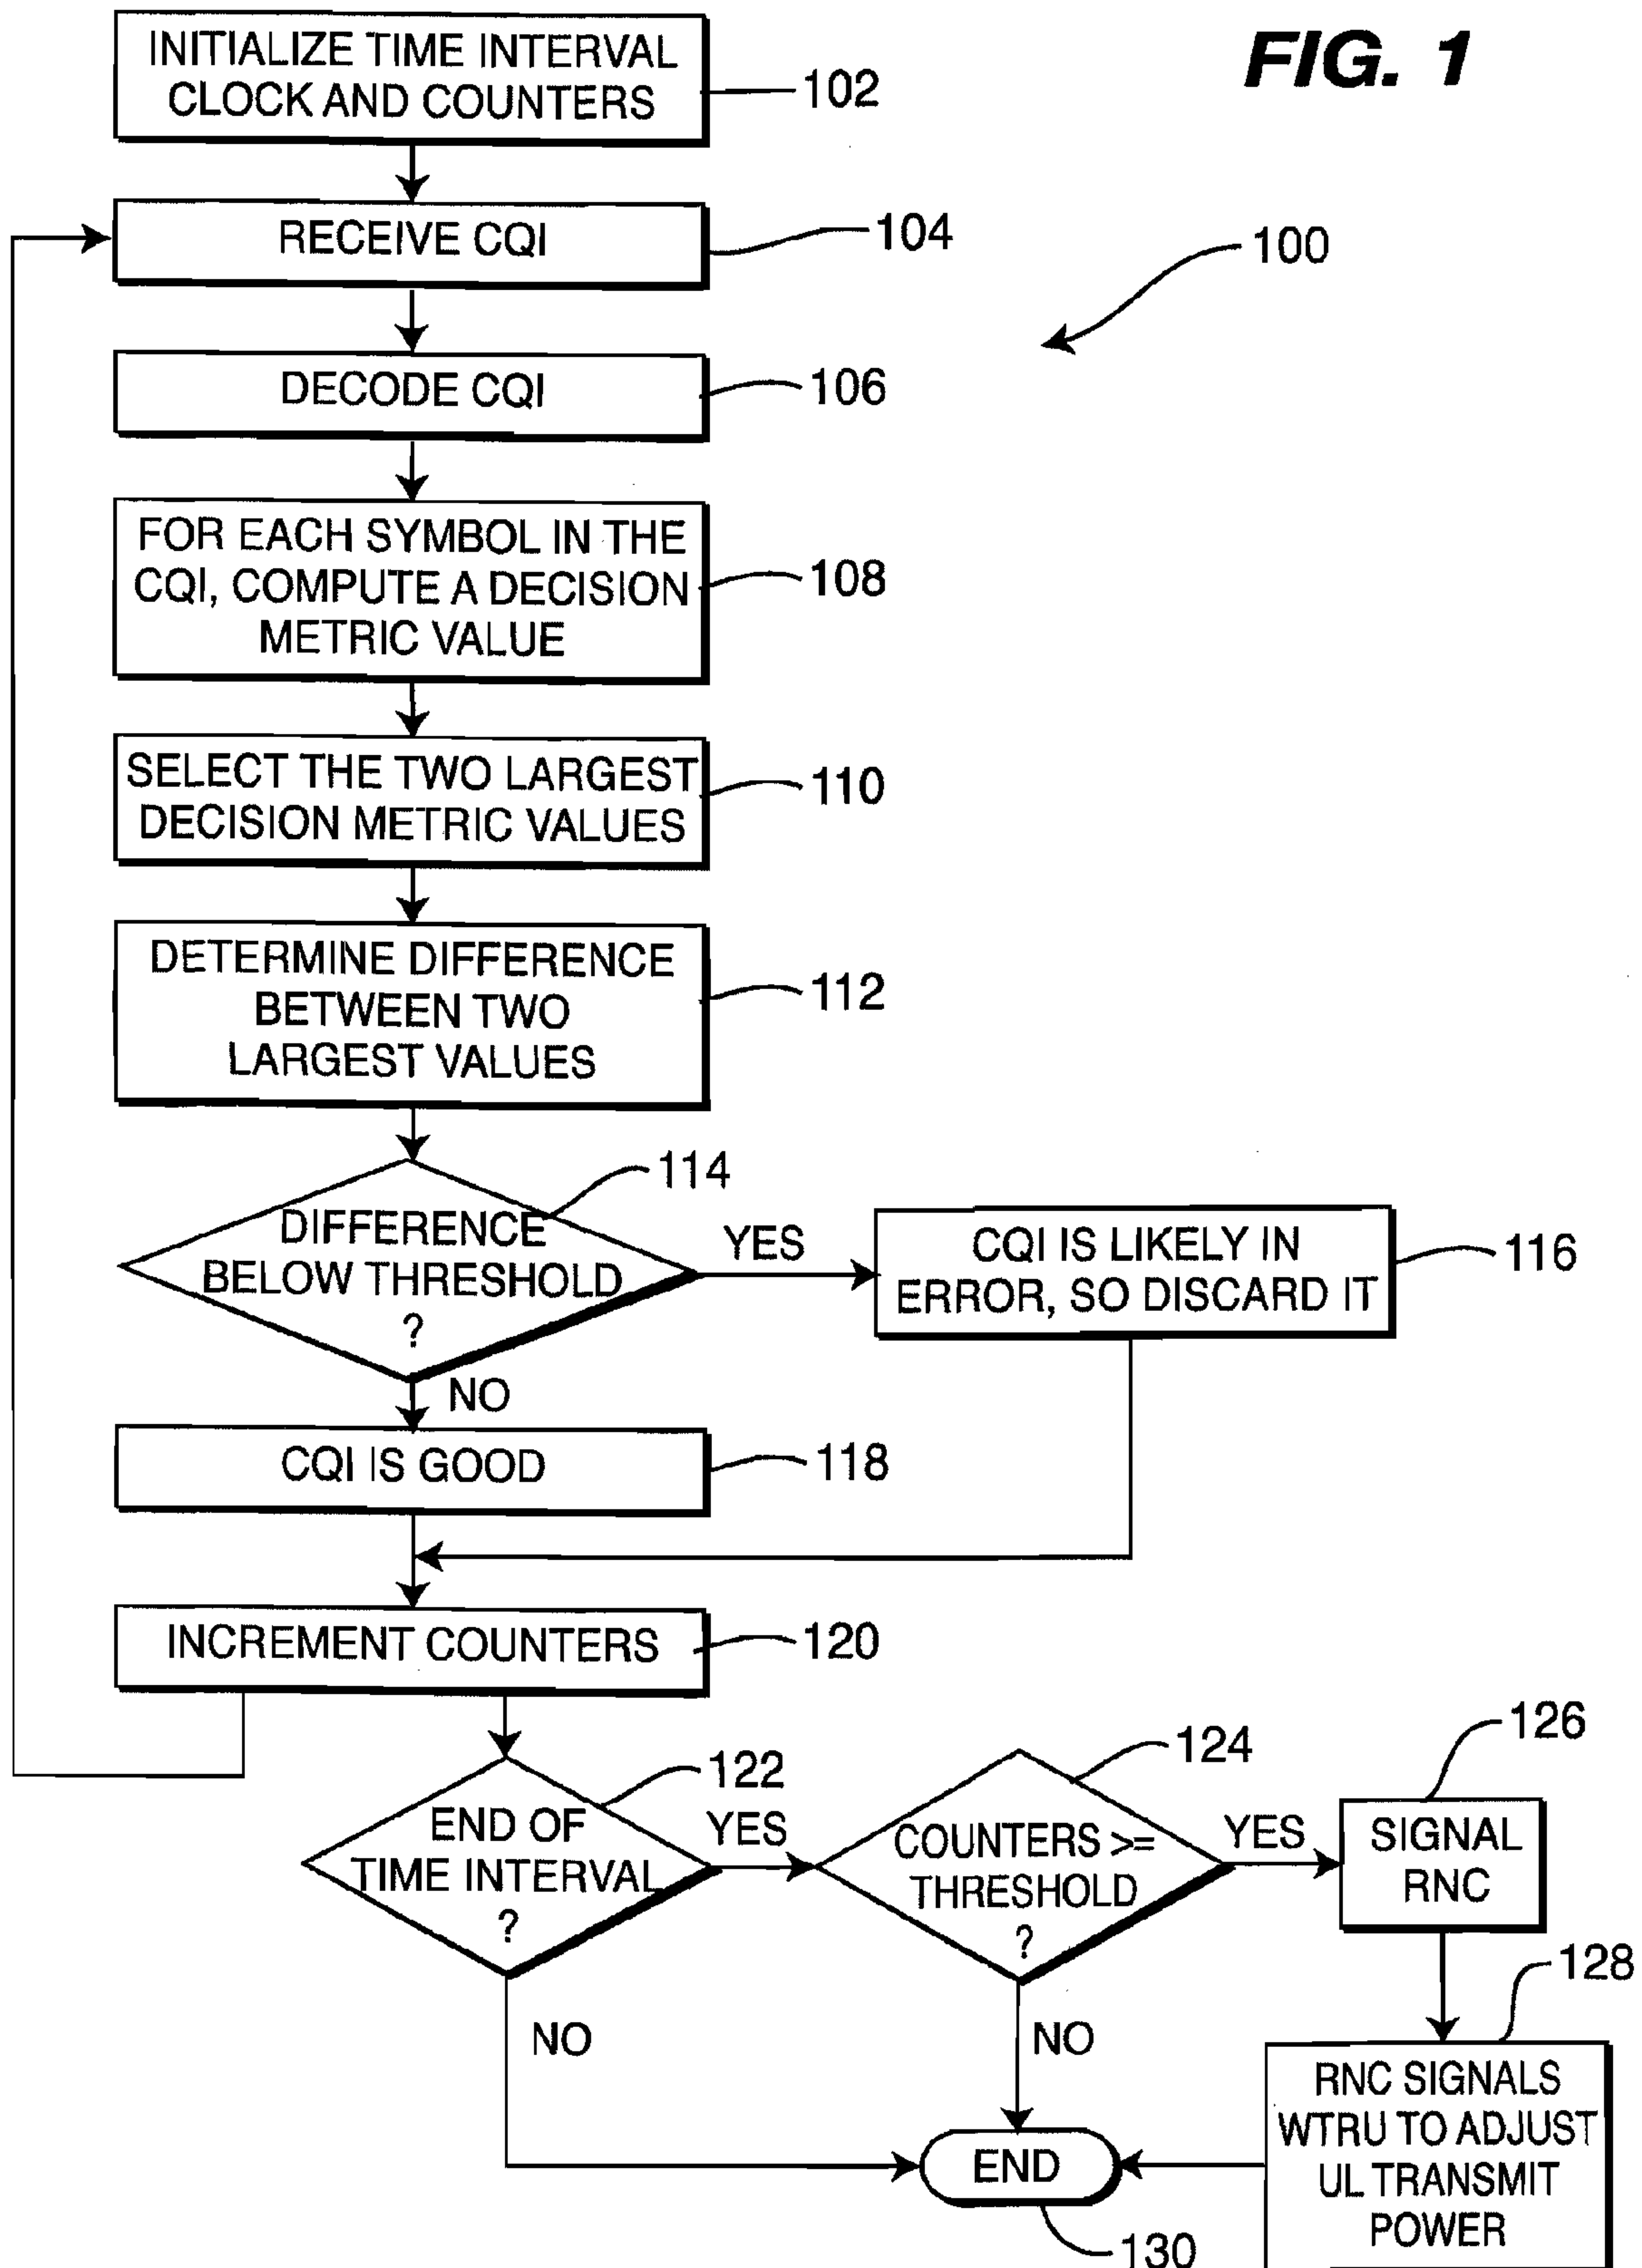 FIG. 1
INITIALIZE TIME INTERVAL
CLOCK AND COUNTERS
102
RECEIVE CQI
104
100
DECODE CQI
106
FOR EACH SYMBOL IN THE
CQI, COMPUTE A DECISION
METRIC VALUE
108
SELECT THE TWO LARGEST
DECISION METRIC VALUES
110
DETERMINE DIFFERENCE
BETWEEN TWO
LARGEST VALUES
112
114
DIFFERENCE
BELOW THRESHOLD
?
YES
CQI IS LIKELY IN
ERROR, SO DISCARD IT
116
NO
CQI IS GOOD
118
INCREMENT COUNTERS
120
122
END OF
TIME INTERVAL
?
YES
124
COUNTERS >=
THRESHOLD
?
YES
126
SIGNAL
RNC
128
NO
NO
RNC SIGNALS
WTRU TO ADJUST
UL TRANSMIT
POWER
END
130